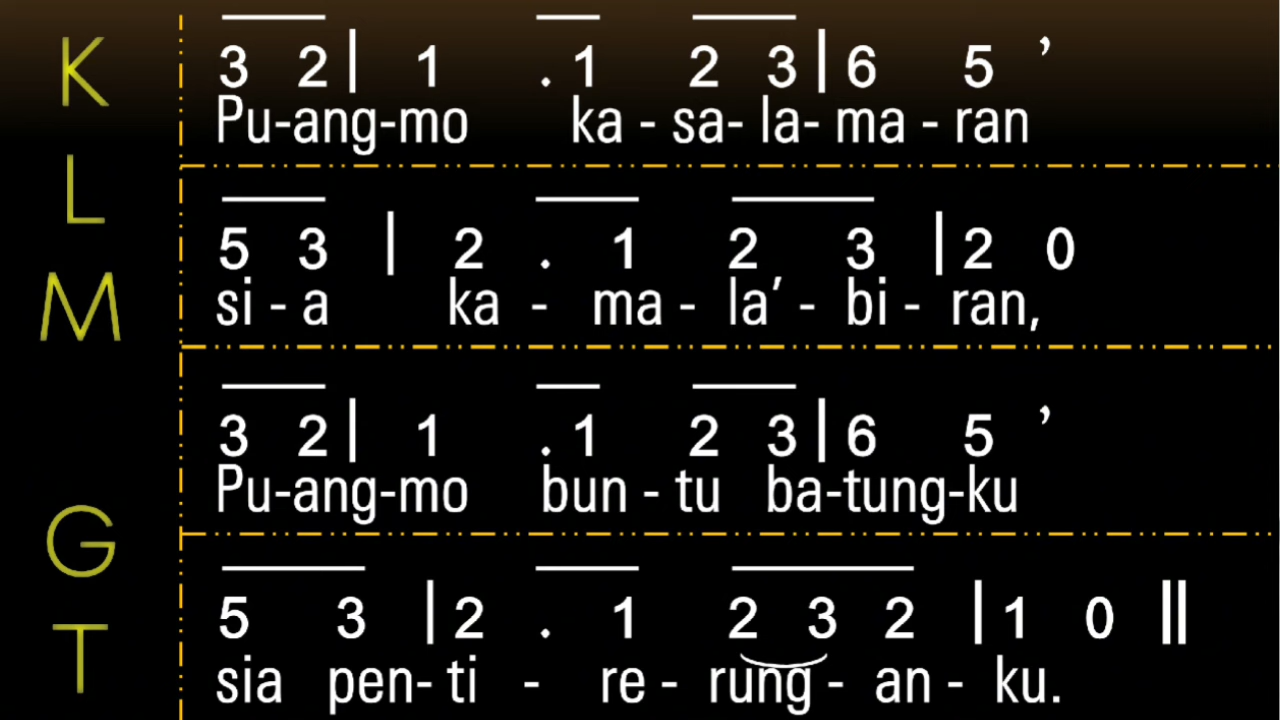 K
L
M
G
T
3 2 | 1 . 1 2 3 | 6 5 ’
Pu-ang-mo ka - sa- la- ma - ran
5 3 | 2 . 1 2 3 | 2 0
si - a ka - ma - la’ - bi - ran,
3 2 | 1 . 1 2 3 | 6 5 ’
Pu-ang-mo bun - tu ba-tung-ku
5 3 | 2 . 1 2 3 2 | 1 0 ||
sia pen- ti - re - rung - an - ku.